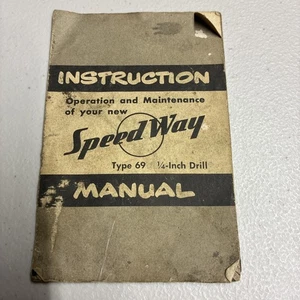 INSTRUCTION
Operation and Maintenance
of your new
SpeedWay
Type 69 ¼-Inch Drill
MANUAL